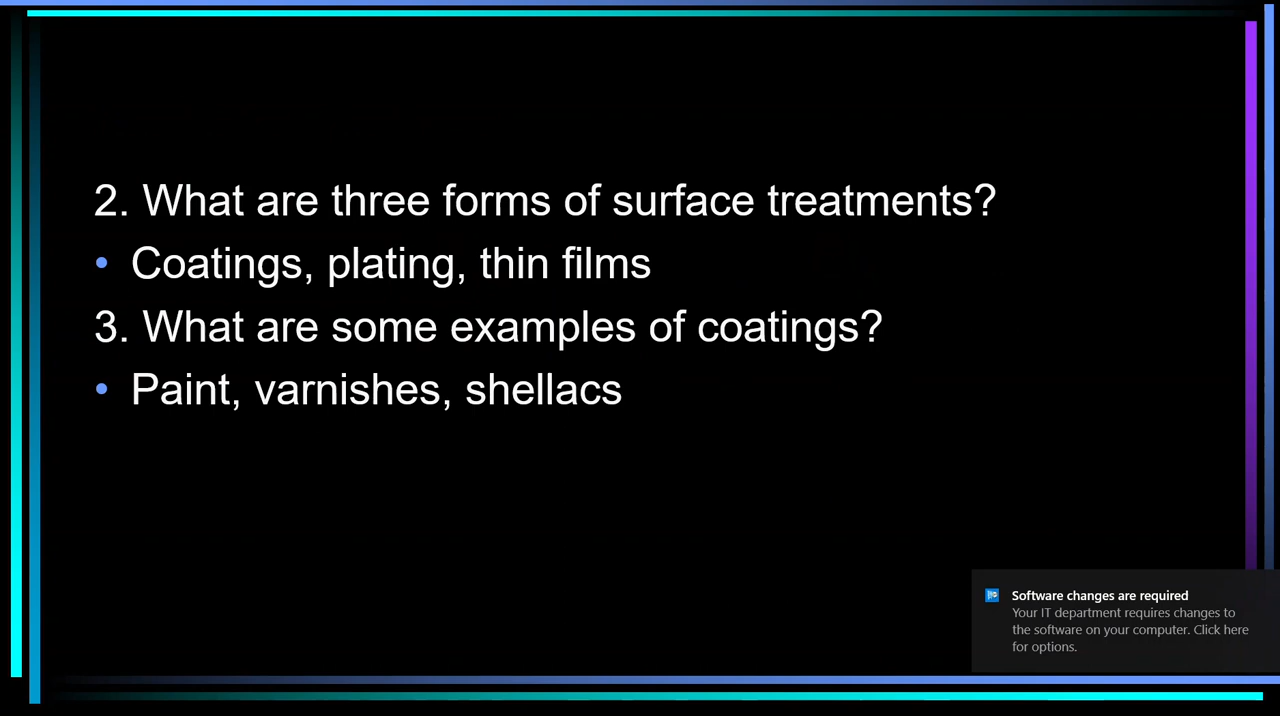 2. What are three forms of surface treatments?
• Coatings, plating, thin films
3. What are some examples of coatings?
• Paint, varnishes, shellacs
Software changes are required
Your IT department requires changes to
the software on your computer. Click here
for options.